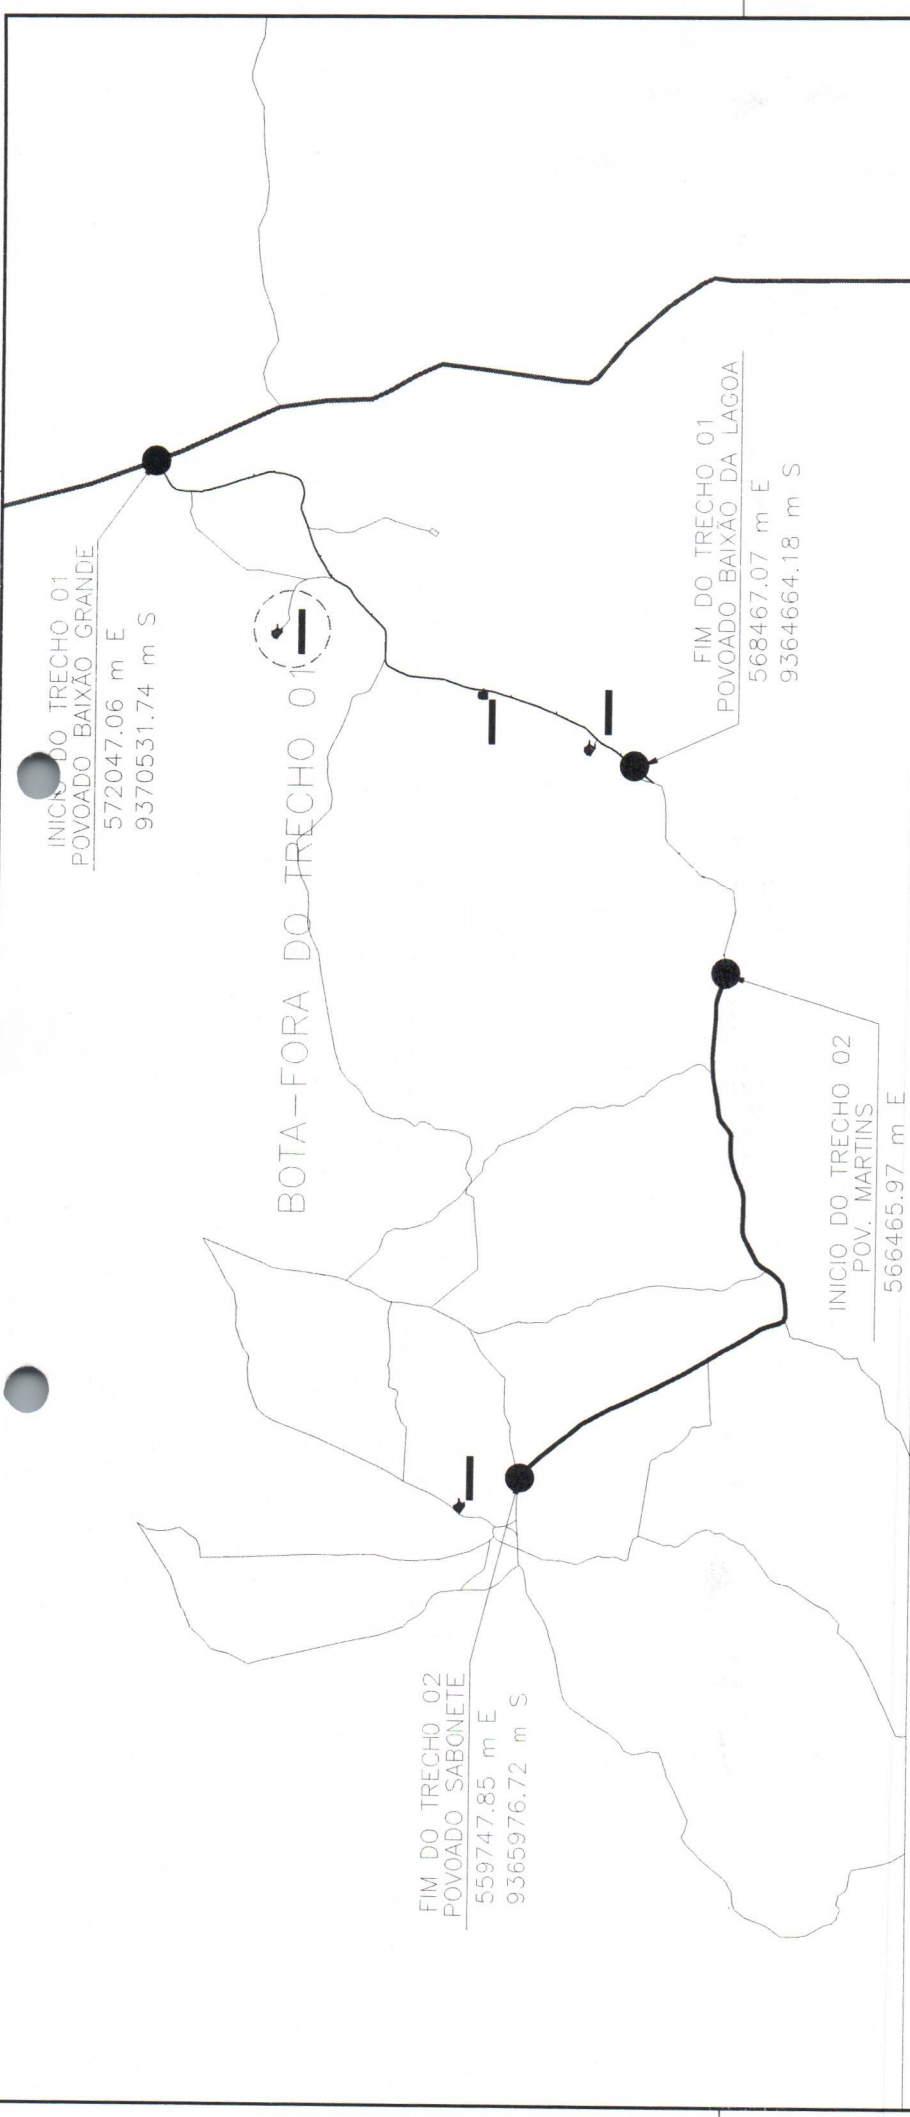 INICIO DO TRECHO 01
POVOADO BAIXÃO GRANDE
572047.06 m E
9370531.74 m S
BOTA-FORA DO TRECHO 01
FIM DO TRECHO 01
POVOADO BAIXÃO DA LAGOA
568467.07 m E
9364664.18 m S
INICIO DO TRECHO 02
POV. MARTINS
566465.97 m E
FIM DO TRECHO 02
POVOADO SABONETE
559747.85 m E
9365976.72 m S